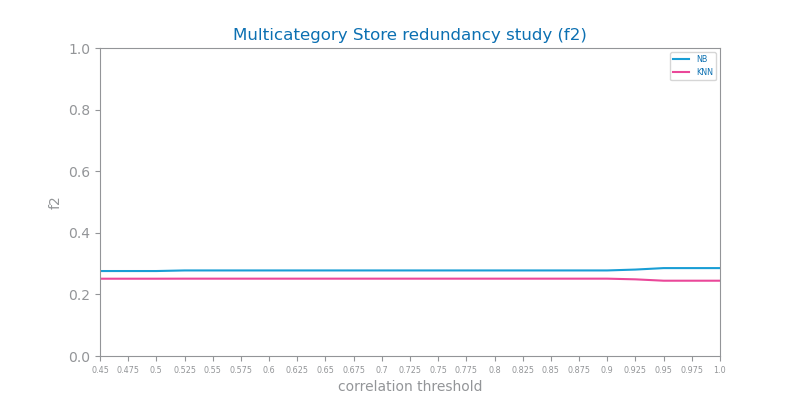 Multicategory Store redundancy study (f2)
NB
KNN
1.0
0.8
0.6
0.4
0.2
0.0
f2
0.45 0.475 0.5 0.525 0.55 0.575 0.6 0.625 0.65 0.675 0.7 0.725 0.75 0.775 0.8 0.825 0.85 0.875 0.9 0.925 0.95 0.975 1.0
correlation threshold